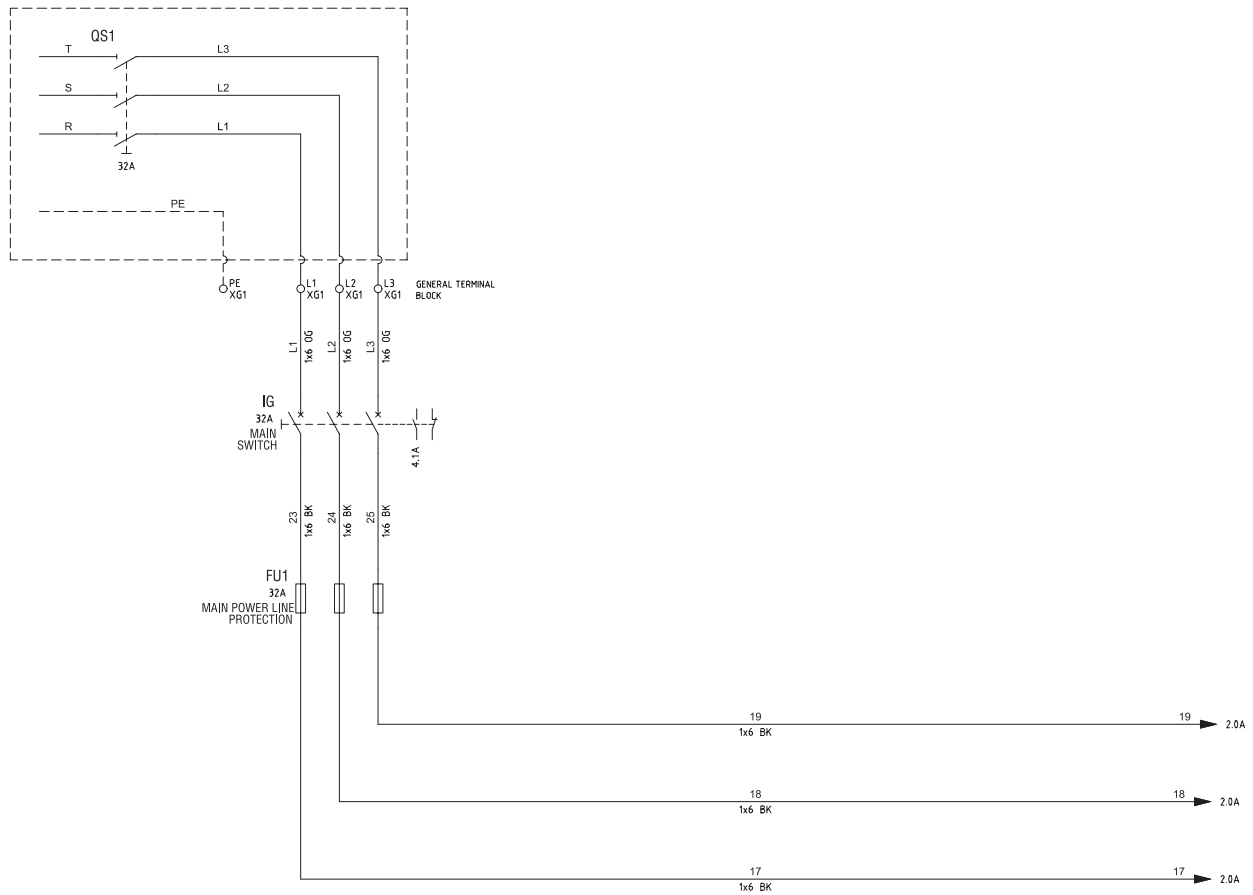 QS1
T L3
S L2
R L1
32A
PE
PE L1 L2 L3 GENERAL TERMINAL
XG1 XG1 XG1 XG1 BLOCK
L1 1x6 OG L2 1x6 OG L3 1x6 OG
IG
32A
MAIN
SWITCH
4.1A
23 1x6 BK 24 1x6 BK 25 1x6 BK
FU1
32A
MAIN POWER LINE
PROTECTION
19 19 2.0A
1x6 BK
18 18 2.0A
1x6 BK
17 17 2.0A
1x6 BK